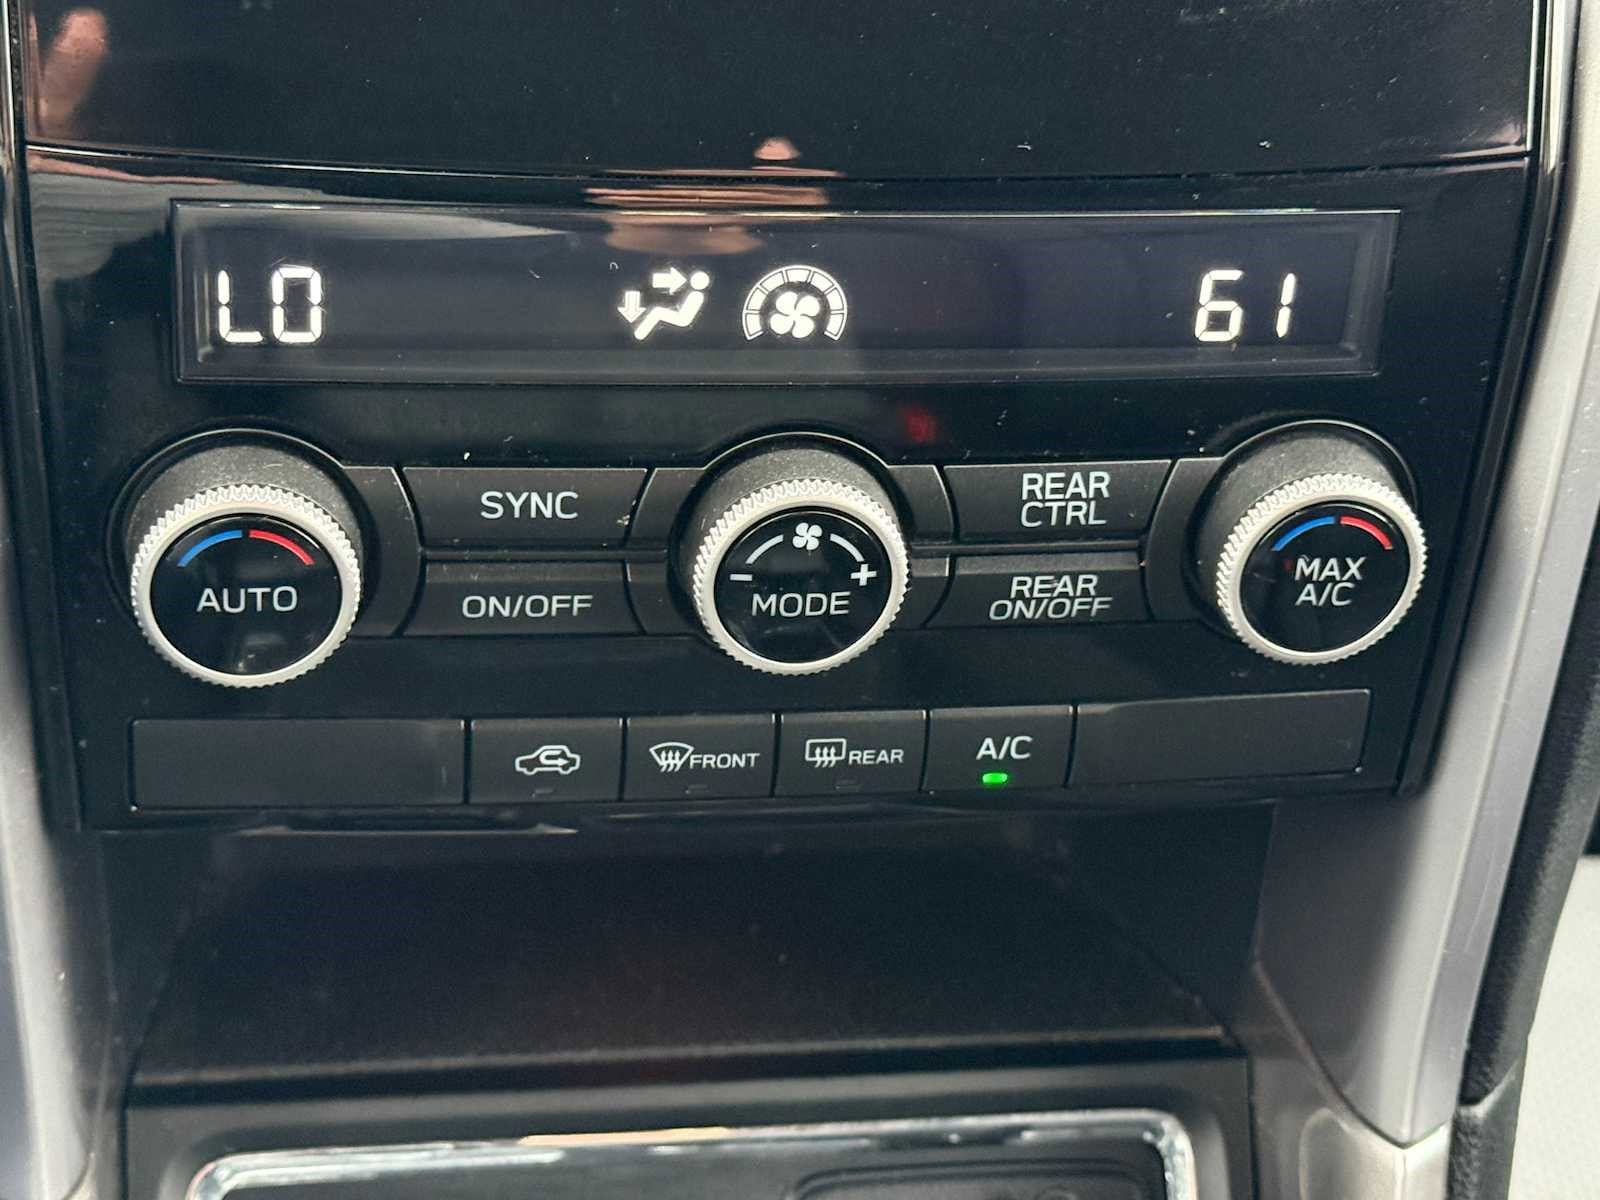 LO 61
SYNC
REAR
CTRL
AUTO
ON/OFF
- +
MODE
REAR
ON/OFF
MAX
A/C
FRONT
REAR
A/C